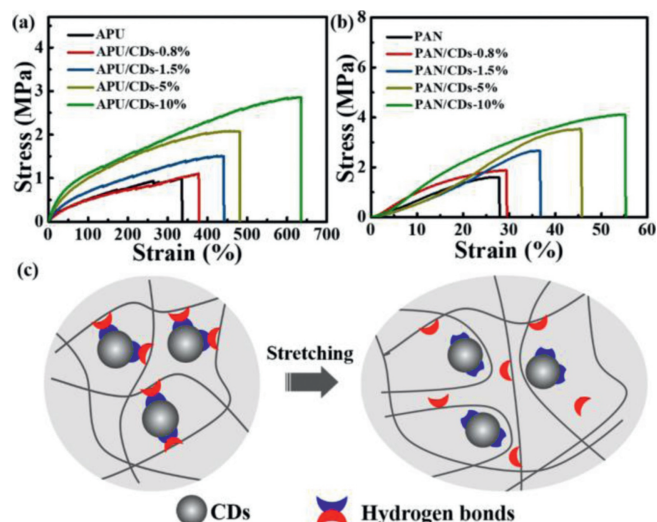 (a)
Stress (MPa)
4
3
2
1
0
APU
APU/CDs-0.8%
APU/CDs-1.5%
APU/CDs-5%
APU/CDs-10%
0 100 200 300 400 500 600 700
Strain (%)
(b)
Stress (MPa)
8
6
4
2
0
PAN
PAN/CDs-0.8%
PAN/CDs-1.5%
PAN/CDs-5%
PAN/CDs-10%
0 10 20 30 40 50 60
Strain (%)
(c)
Stretching
CDs
Hydrogen bonds